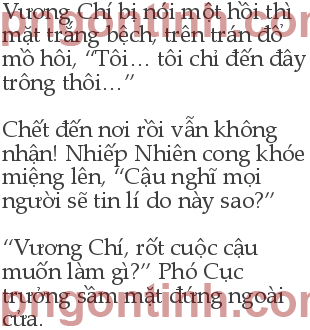 Vương Chí bị nói một hồi thì
mặt trắng bệch, trên trán đổ
mồ hôi, “Tôi... tôi chỉ đến đây
trông thôi...”
Chết đến nơi rồi vẫn không
nhận! Nhiếp Nhiên cong khóe
miệng lên, “Cậu nghĩ mọi
người sẽ tin lí do này sao?”
“Vương Chí, rốt cuộc cậu
muốn làm gì?” Phó Cục
trưởng sầm mặt đứng ngoài
cửa.